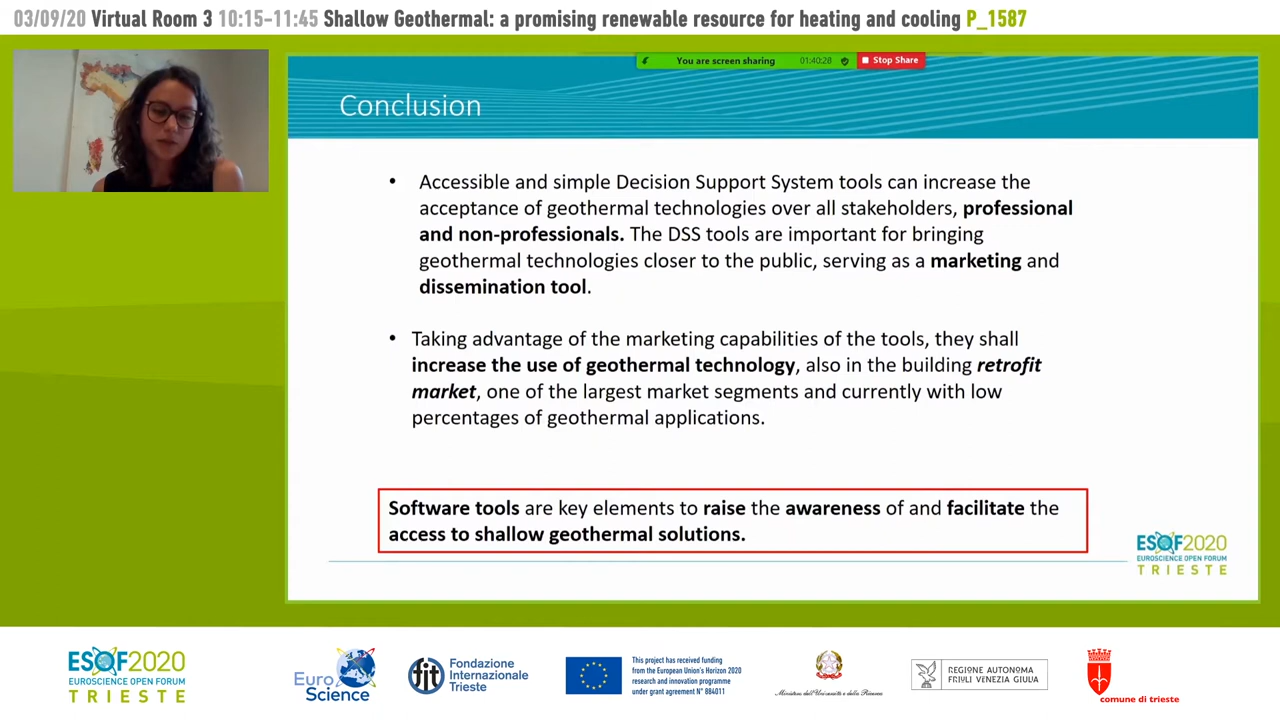 03/09/20 Virtual Room 3 10:15-11:45 Shallow Geothermal: a promising renewable resource for heating and cooling P_1587
You are screen sharing 01:40:28 Stop Share
Conclusion
• Accessible and simple Decision Support System tools can increase the
acceptance of geothermal technologies over all stakeholders, professional
and non-professionals. The DSS tools are important for bringing
geothermal technologies closer to the public, serving as a marketing and
dissemination tool.
• Taking advantage of the marketing capabilities of the tools, they shall
increase the use of geothermal technology, also in the building retrofit
market, one of the largest market segments and currently with low
percentages of geothermal applications.
Software tools are key elements to raise the awareness of and facilitate the
access to shallow geothermal solutions.
ESOF2020
EUROSCIENCE OPEN FORUM
TRIESTE
ESOF2020
EUROSCIENCE OPEN FORUM
TRIESTE
Euro
Science
fit
Fondazione
Internazionale
Trieste
This project has received funding
from the European Union's Horizon 2020
research and innovation programme
under grant agreement N° 884011
Ministero dell'Università e della Ricerca
REGIONE AUTONOMA
FRIULI VENEZIA GIULIA
comune di trieste